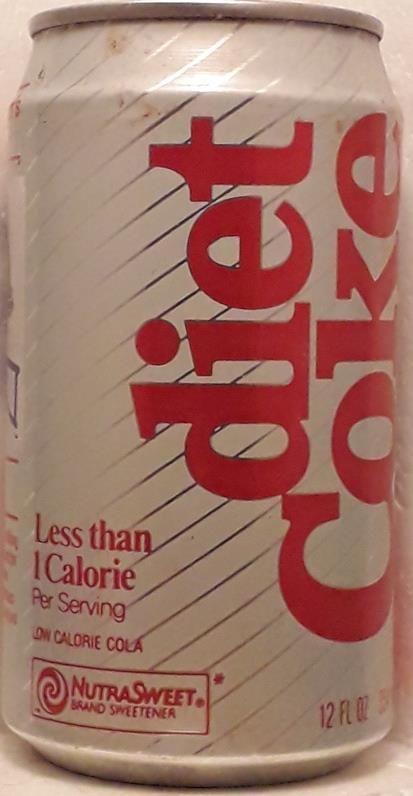 diet
Coke
Less than
1 Calorie
Per Serving
LOW CALORIE COLA
NUTRASWEET®*
BRAND SWEETENER
12 FL OZ